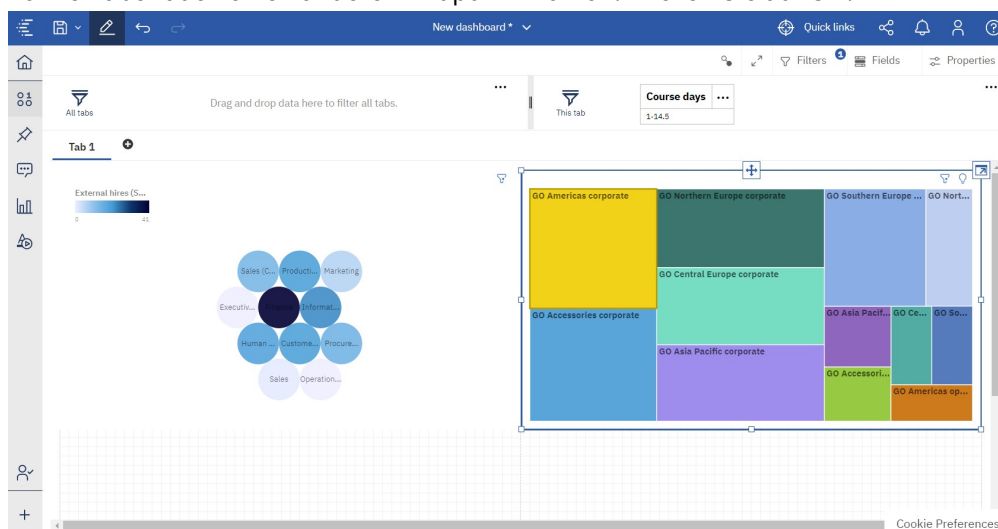 New dashboard *
Quick links
1
Filters
Fields
Properties
All tabs
Drag and drop data here to filter all tabs.
This tab
Course days
1-14.5
Tab 1
External hires (S...
0 41
Sales (C...
Producti...
Marketing
Executiv...
Informat...
Human ...
Custome...
Procure...
Sales
Operation...
GO Americas corporate
GO Northern Europe corporate
GO Southern Europe ...
GO Nort...
GO Central Europe corporate
GO Accessories corporate
GO Asia Pacif...
GO Ce...
GO So...
GO Asia Pacific corporate
GO Accessori...
GO Americas op...
Cookie Preferences